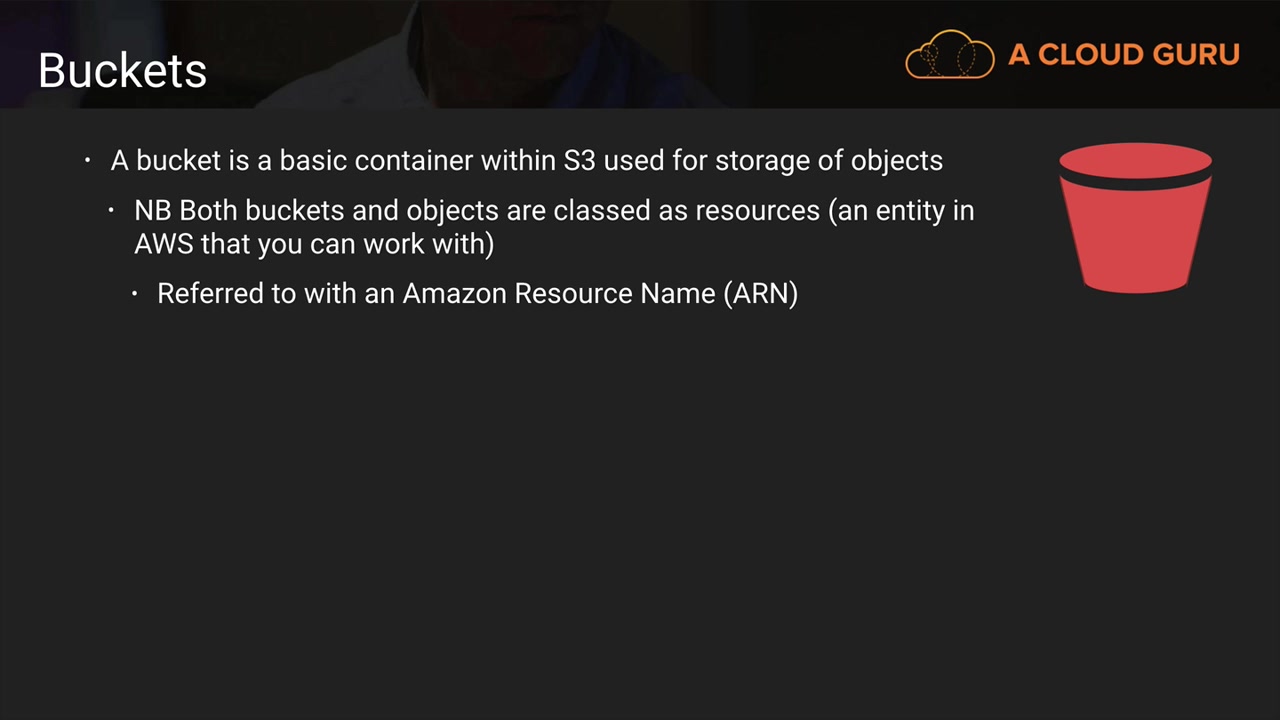 Buckets
A CLOUD GURU
· A bucket is a basic container within S3 used for storage of objects
· NB Both buckets and objects are classed as resources (an entity in
AWS that you can work with)
· Referred to with an Amazon Resource Name (ARN)